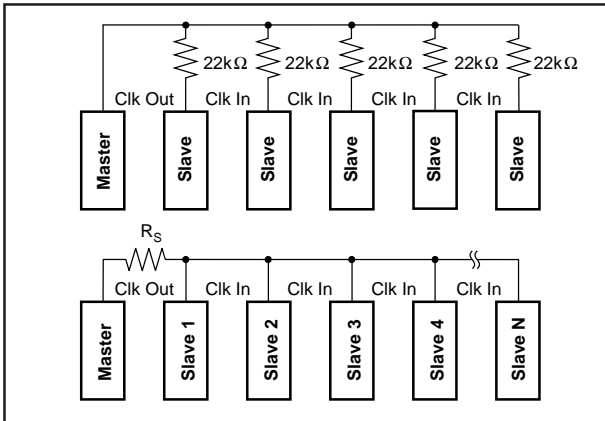 22kΩ 22kΩ 22kΩ 22kΩ 22kΩ
Clk Out Clk In Clk In Clk In Clk In
Master Slave Slave Slave Slave Slave
R_S
Clk Out Clk In Clk In Clk In Clk In
Master Slave 1 Slave 2 Slave 3 Slave 4 Slave N